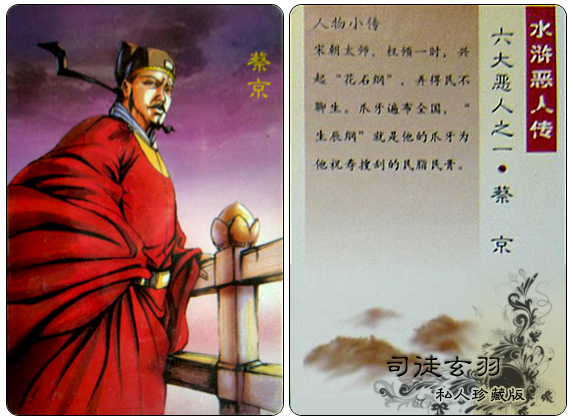 蔡京
水浒恶人传
六大恶人之一•蔡京
人物小传
宋朝太师，权倾一时，兴
起“花石纲”，弄得民不
聊生。爪牙遍布全国，“
生辰纲”就是他的爪牙为
他祝寿搜刮的民脂民膏。
司徒玄羽
私人珍藏版